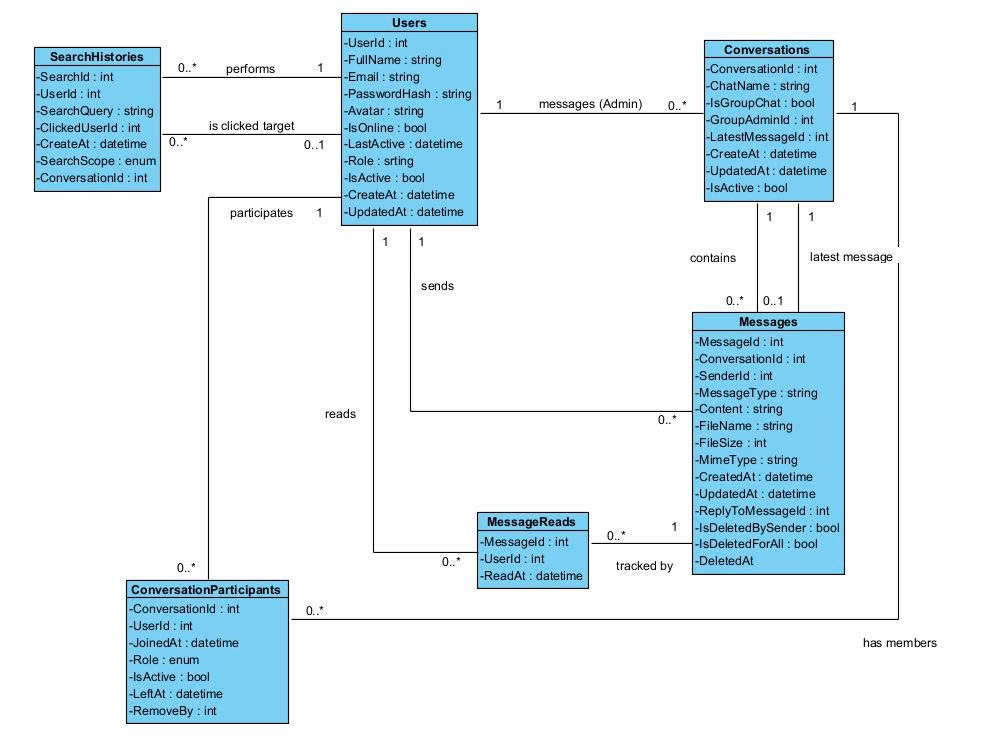 Users
-UserId : int
-FullName : string
-Email : string
-PasswordHash : string
-Avatar : string
-IsOnline : bool
-LastActive : datetime
-Role : srting
-IsActive : bool
-CreateAt : datetime
-UpdatedAt : datetime
SearchHistories
-SearchId : int
-UserId : int
-SearchQuery : string
-ClickedUserId : int
-CreateAt : datetime
-SearchScope : enum
-ConversationId : int
0..*
performs
1
is clicked target
0..*
0..1
Conversations
-ConversationId : int
-ChatName : string
-IsGroupChat : bool
-GroupAdminId : int
-LatestMessageId : int
-CreateAt : datetime
-UpdatedAt : datetime
-IsActive : bool
1
messages (Admin)
0..*
1
participates
1
1
1
sends
reads
1
1
contains
latest message
0..*
0..1
Messages
-MessageId : int
-ConversationId : int
-SenderId : int
-MessageType : string
-Content : string
-FileName : string
-FileSize : int
-MimeType : string
-CreatedAt : datetime
-UpdatedAt : datetime
-ReplyToMessageId : int
-IsDeletedBySender : bool
-IsDeletedForAll : bool
-DeletedAt
0..*
MessageReads
-MessageId : int
-UserId : int
-ReadAt : datetime
0..*
0..*
1
tracked by
0..*
ConversationParticipants
-ConversationId : int
-UserId : int
-JoinedAt : datetime
-Role : enum
-IsActive : bool
-LeftAt : datetime
-RemoveBy : int
0..*
has members